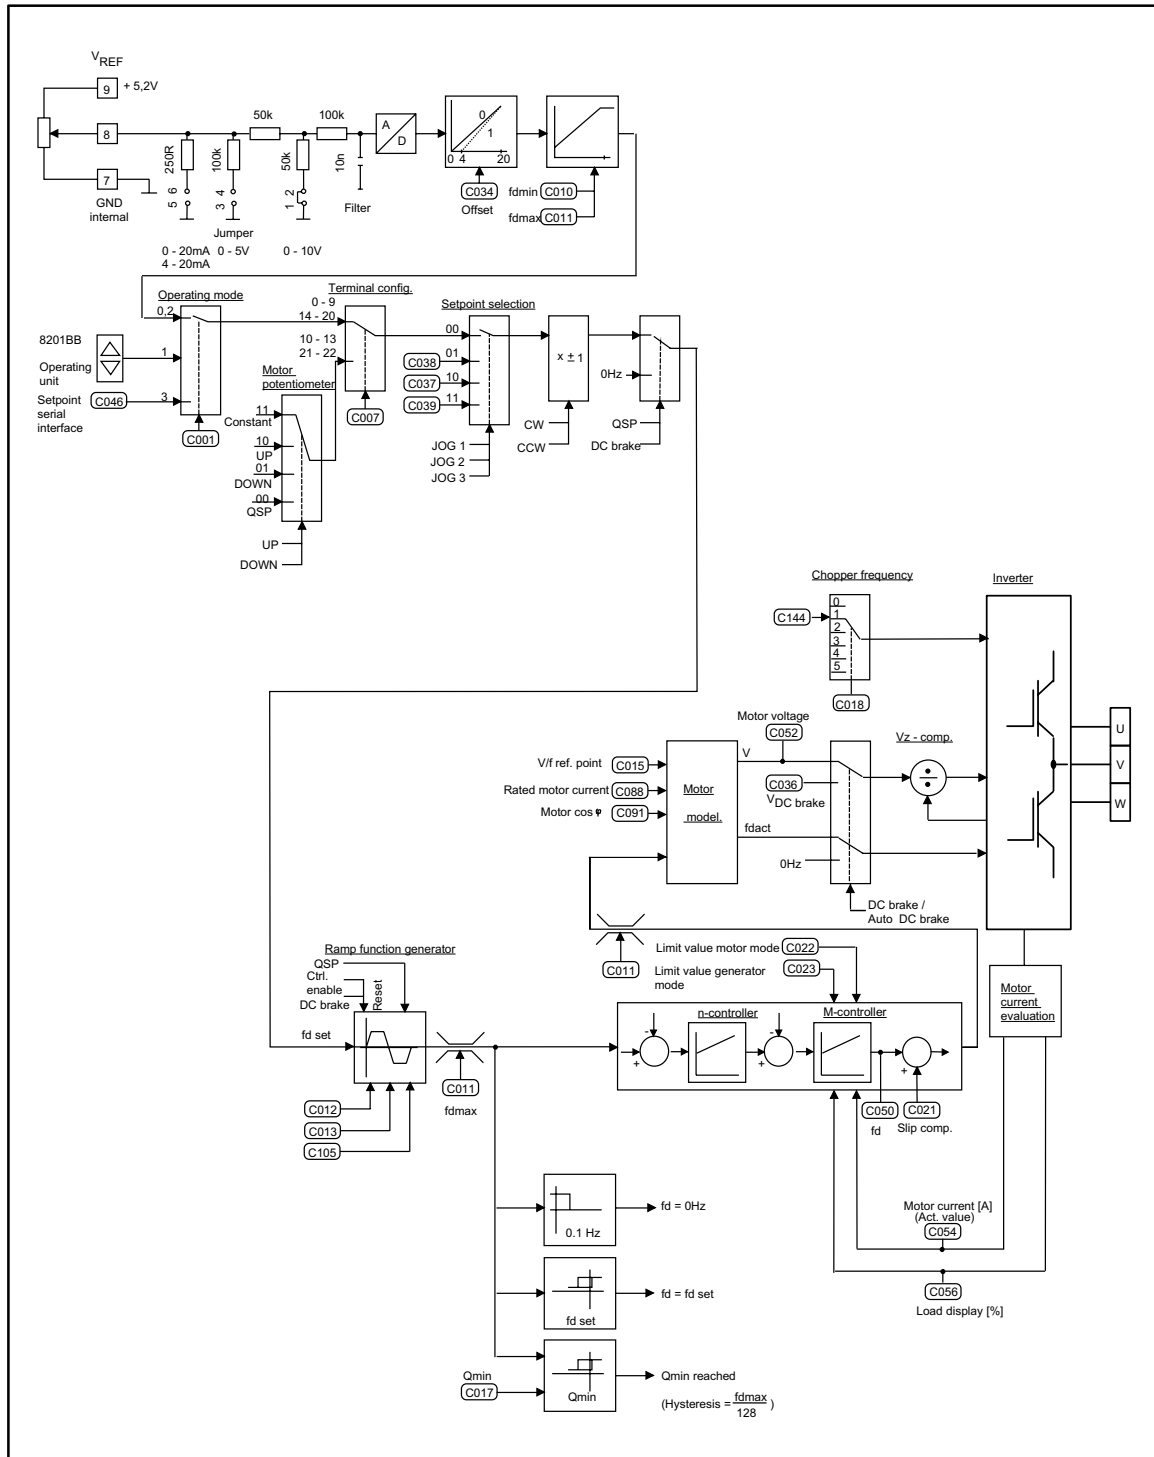 VREF
9 + 5,2V
8
7
GND
internal
250R
100k
50k
50k
100k
10n
5 6
3 4
1 2
Jumper
Filter
0 - 20mA 0 - 5V 0 - 10V
4 - 20mA
A
D
0
1
0 4 20
C034
Offset
fdmin C010
fdmax C011
Operating mode
0,2
8201BB
1
Operating
unit
Setpoint
serial
interface
C046
3
C001
Terminal config.
0 - 9
14 - 20
10 - 13
21 - 22
C007
Motor
potentiometer
11
Constant
10
UP
01
DOWN
00
QSP
UP
DOWN
Setpoint selection
00
C038 01
C037 10
C039 11
JOG 1
JOG 2
JOG 3
x ± 1
CW
CCW
0Hz
QSP
DC brake
Chopper frequency
C144
0
1
2
3
4
5
C018
Inverter
U
V
W
Motor voltage
C052
V
V/f ref. point C015
Rated motor current C088
Motor cos φ C091
Motor
model.
C036
VDC brake
fdact
0Hz
Vz - comp.
DC brake /
Auto DC brake
C011
Limit value motor mode C022
Limit value generator C023
mode
Motor
current
evaluation
Ramp function generator
QSP
Ctrl.
enable
DC brake
Reset
fd set
C012
C013
C105
C011
fdmax
n-controller
M-controller
-
+
-
+
+
C050
fd
C021
Slip comp.
Motor current [A]
(Act. value)
C054
C056
Load display [%]
0.1 Hz
fd = 0Hz
fd set
fd = fd set
Qmin
C017
Qmin
Qmin reached
(Hysteresis = fdmax )
128